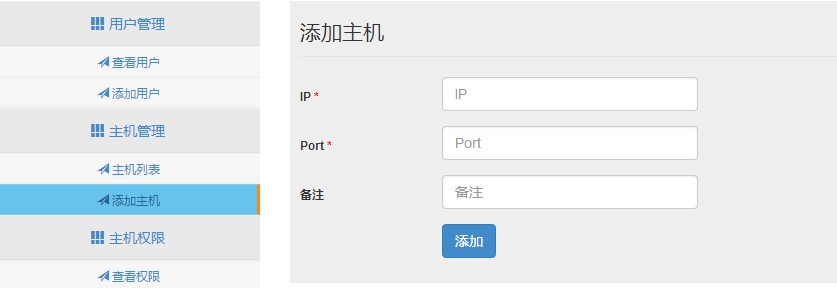 用户管理
查看用户
添加用户
主机管理
主机列表
添加主机
主机权限
查看权限
添加主机
IP *
IP
Port *
Port
备注
备注
添加